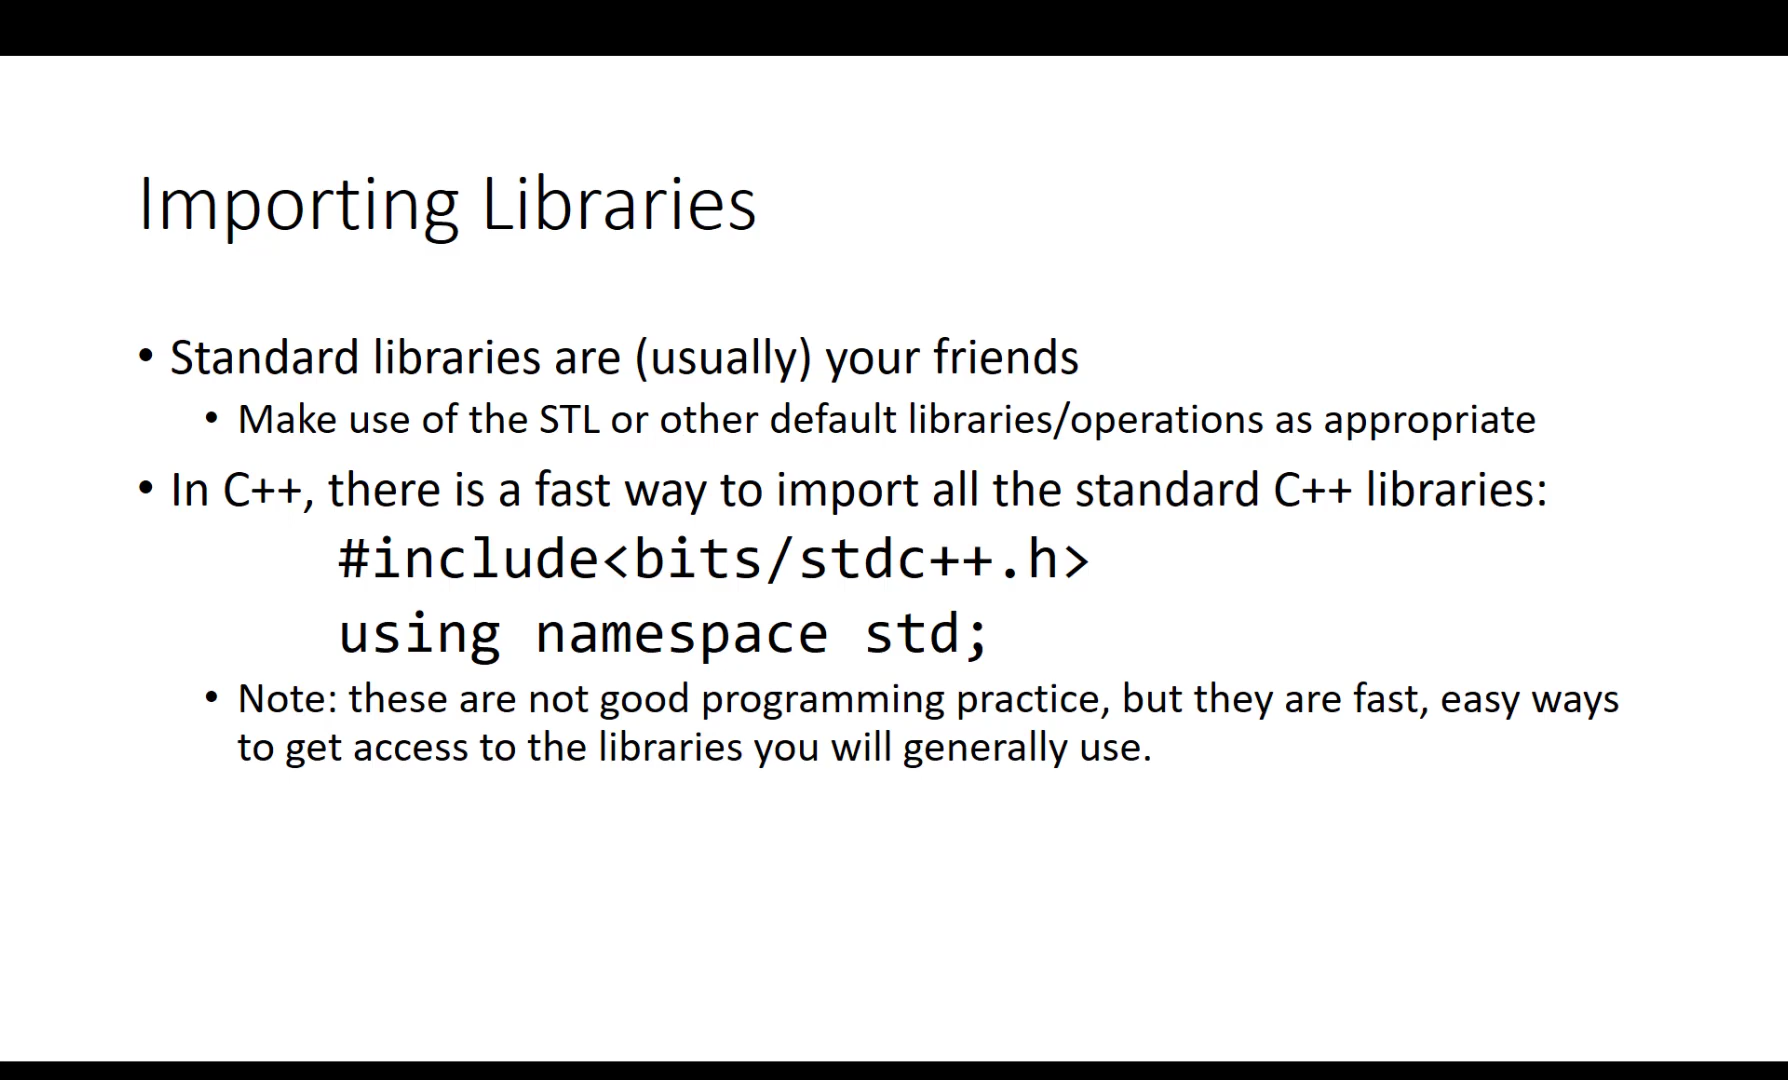 Importing Libraries
• Standard libraries are (usually) your friends
• Make use of the STL or other default libraries/operations as appropriate
• In C++, there is a fast way to import all the standard C++ libraries:
#include<bits/stdc++.h>
using namespace std;
• Note: these are not good programming practice, but they are fast, easy ways
to get access to the libraries you will generally use.